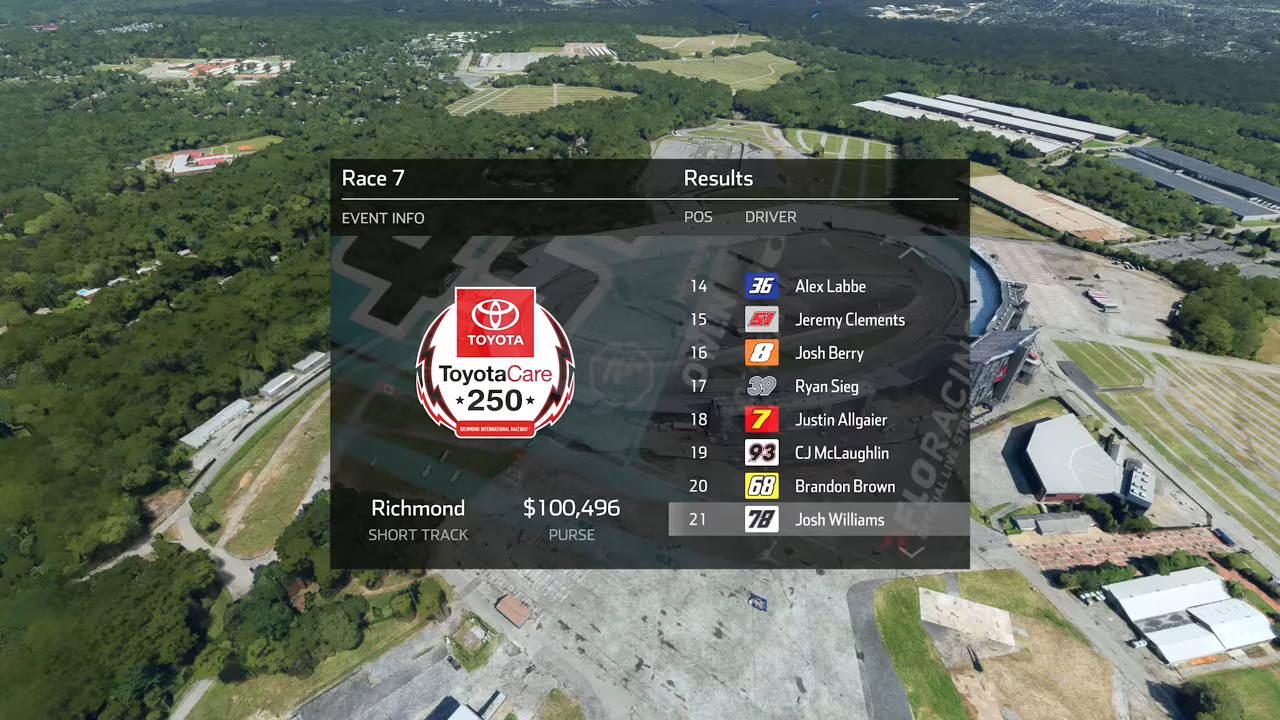 Race 7
Results
EVENT INFO
POS DRIVER
14 36 Alex Labbe
15 51 Jeremy Clements
16 8 Josh Berry
17 39 Ryan Sieg
18 7 Justin Allgaier
19 93 CJ McLaughlin
20 68 Brandon Brown
21 78 Josh Williams
TOYOTA
ToyotaCare
★250★
RICHMOND INTERNATIONAL RACEWAY
Richmond
SHORT TRACK
$100,496
PURSE
FLORACING